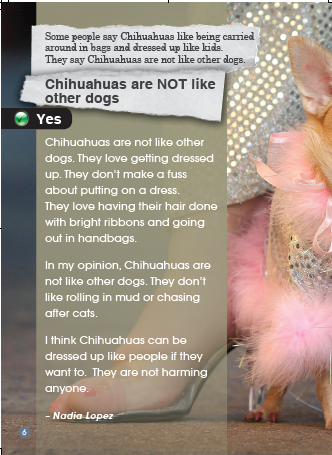 Some people say Chihuahuas like being carried
around in bags and dressed up like kids.
They say Chihuahuas are not like other dogs.
Chihuahuas are NOT like
other dogs
Yes
Chihuahuas are not like other
dogs. They love getting dressed
up. They don't make a fuss
about putting on a dress.
They love having their hair done
with bright ribbons and going
out in handbags.
In my opinion, Chihuahuas are
not like other dogs. They don't
like rolling in mud or chasing
after cats.
I think Chihuahuas can be
dressed up like people if they
want to. They are not harming
anyone.
– Nadia Lopez
6